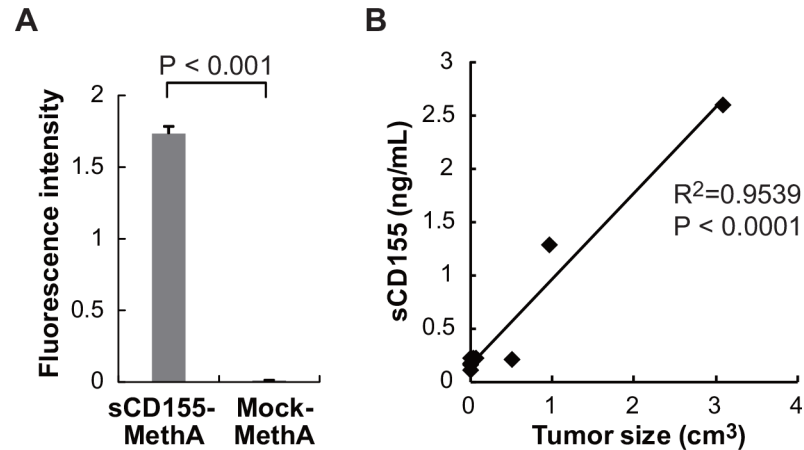 A
P < 0.001
Fluorescence intensity
2
1.5
1
0.5
0
sCD155-
MethA
Mock-
MethA
B
sCD155 (ng/mL)
3
2.5
2
1.5
1
0.5
0
R²=0.9539
P < 0.0001
0 1 2 3 4
Tumor size (cm³)